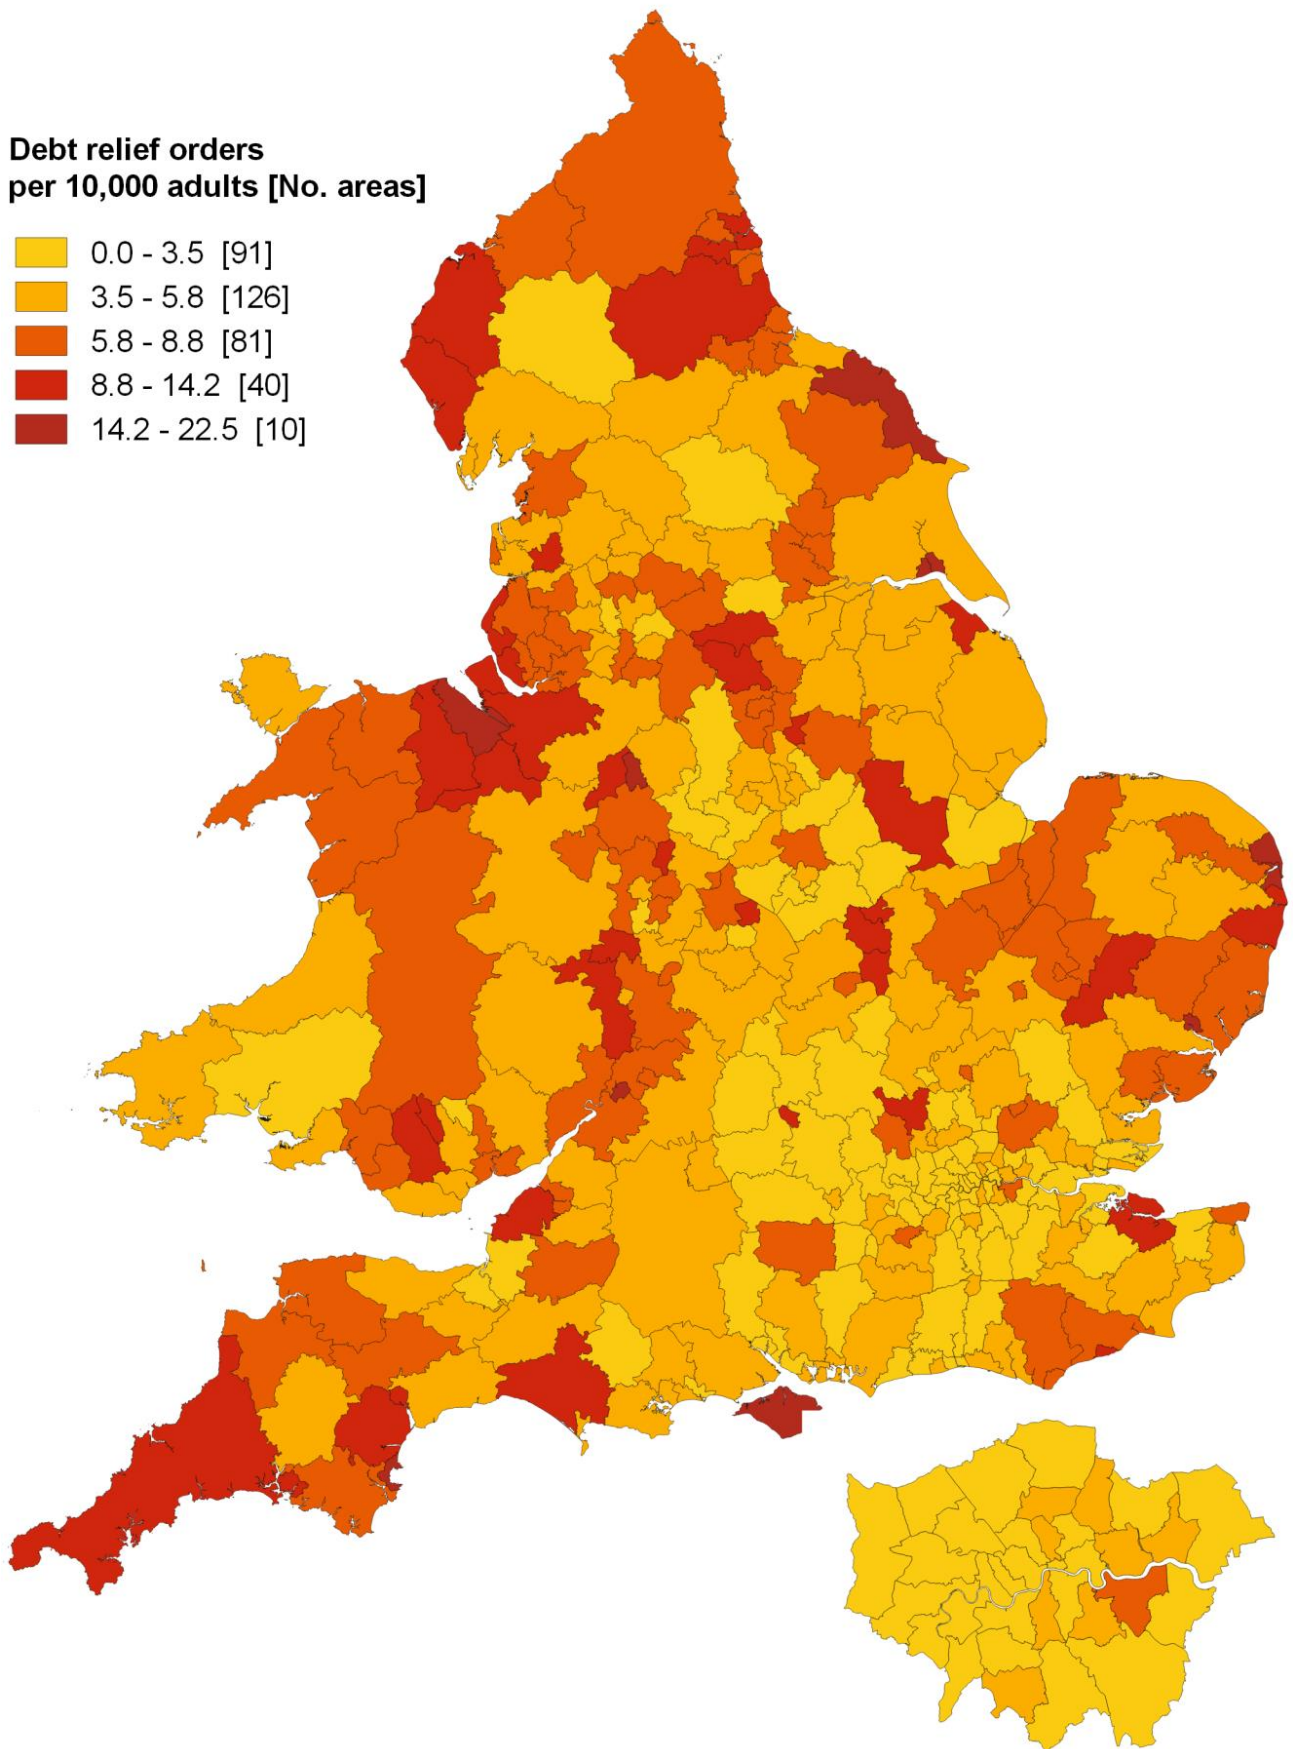 Debt relief orders
per 10,000 adults [No. areas]
0.0 - 3.5 [91]
3.5 - 5.8 [126]
5.8 - 8.8 [81]
8.8 - 14.2 [40]
14.2 - 22.5 [10]